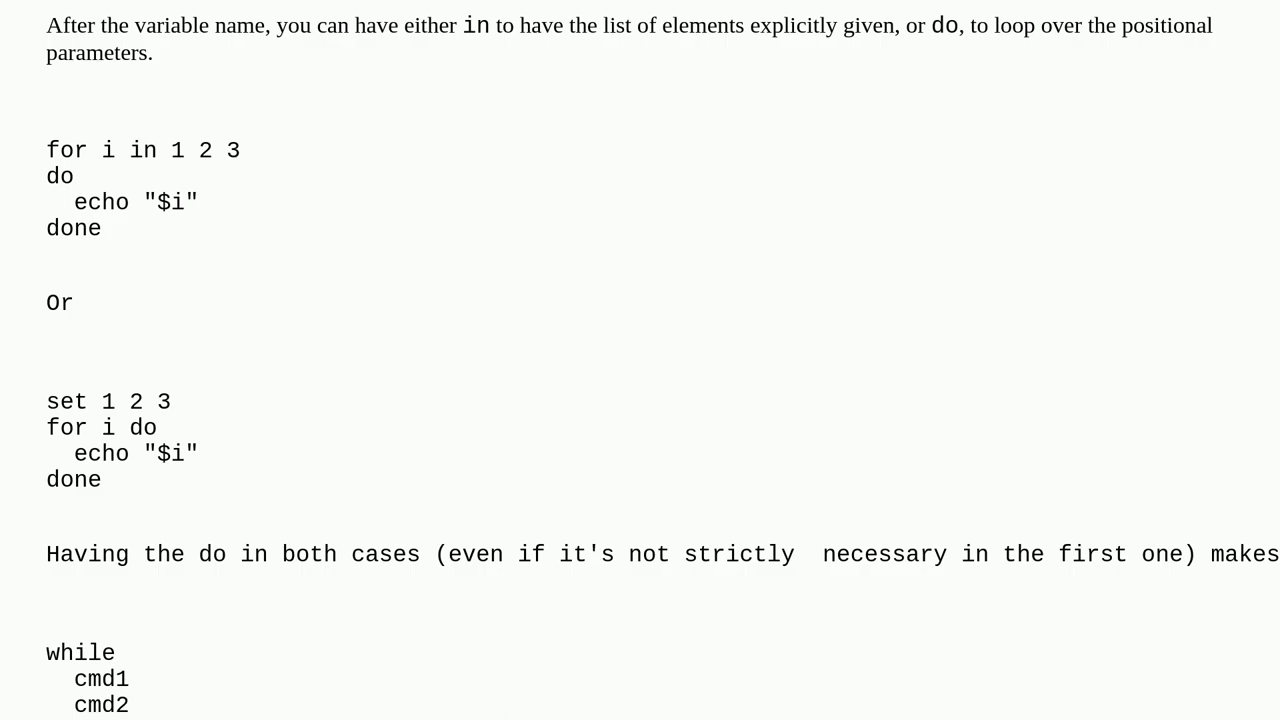 After the variable name, you can have either in to have the list of elements explicitly given, or do, to loop over the positional
parameters.
for i in 1 2 3
do
  echo "$i"
done
Or
set 1 2 3
for i do
  echo "$i"
done
Having the do in both cases (even if it's not strictly  necessary in the first one) makes
while
  cmd1
  cmd2